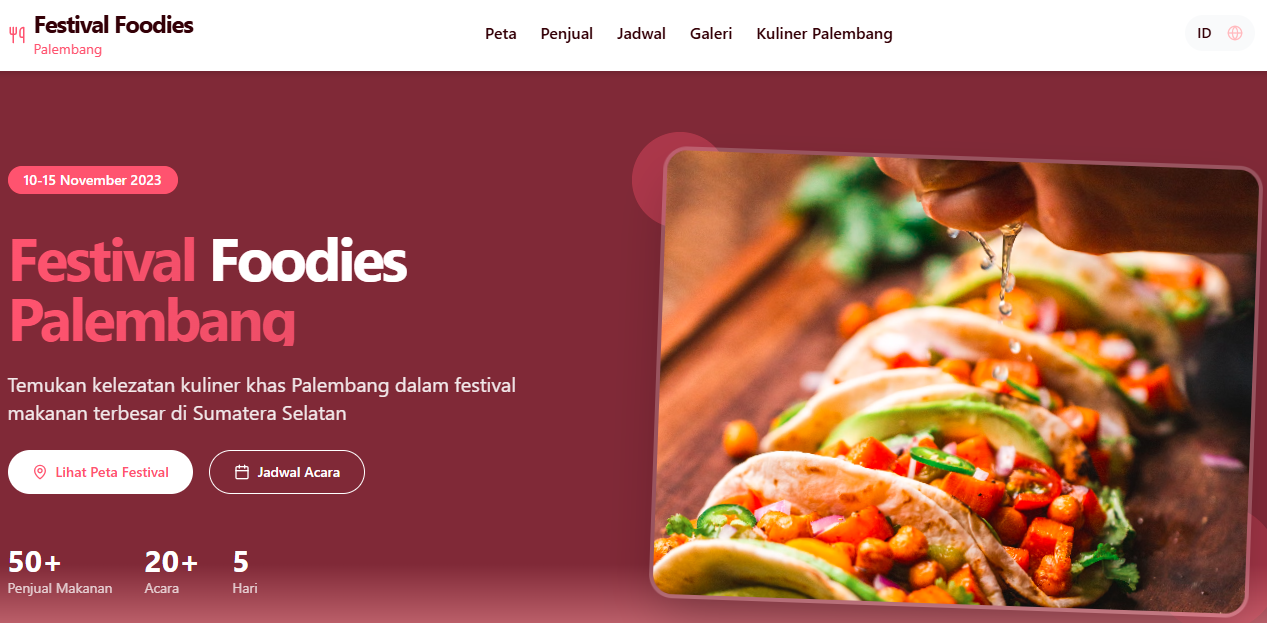 Festival Foodies
Palembang
Peta
Penjual
Jadwal
Galeri
Kuliner Palembang
ID
10-15 November 2023
Festival Foodies
Palembang
Temukan kelezatan kuliner khas Palembang dalam festival
makanan terbesar di Sumatera Selatan
Lihat Peta Festival
Jadwal Acara
50+
20+
5
Penjual Makanan
Acara
Hari